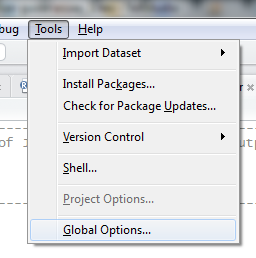 bug Tools Help
Import Dataset
Install Packages...
Check for Package Updates...
Version Control
Shell...
of
Project Options...
Global Options...